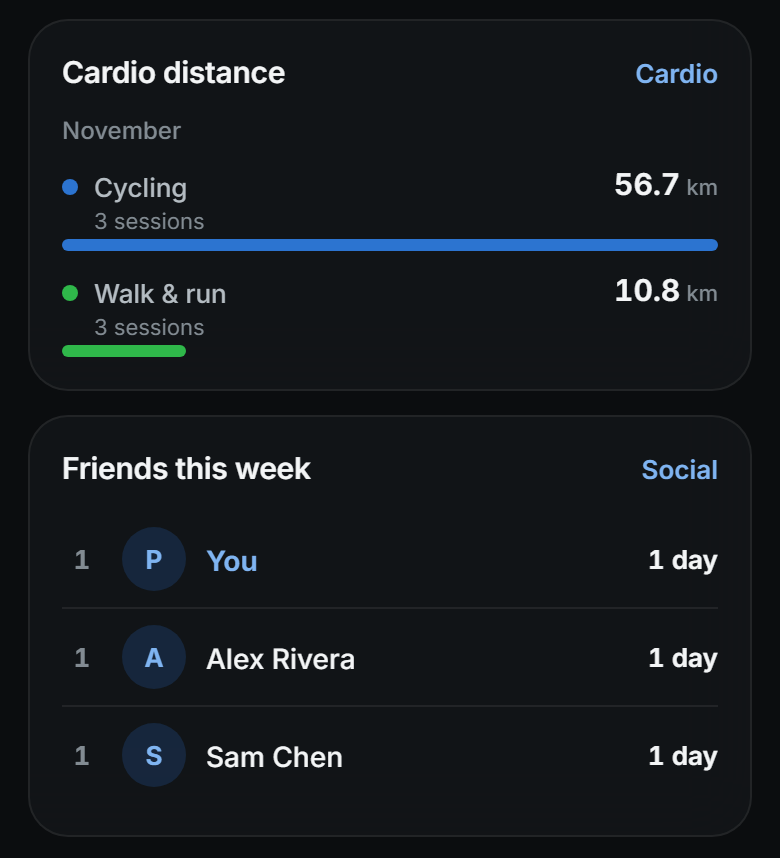 Cardio distance Cardio
November
Cycling 56.7 km
3 sessions
Walk & run 10.8 km
3 sessions
Friends this week Social
1 P You 1 day
1 A Alex Rivera 1 day
1 S Sam Chen 1 day